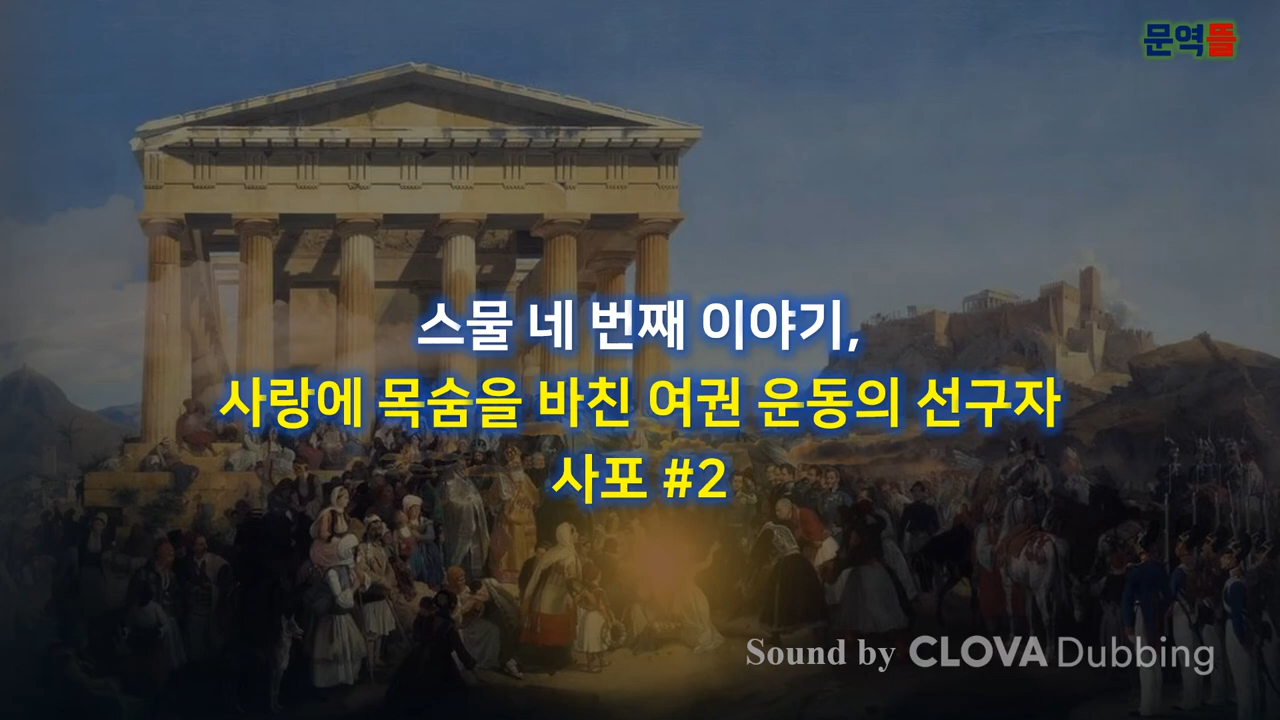 문역뜰
스물 네 번째 이야기,
사랑에 목숨을 바친 여권 운동의 선구자
사포 #2
Sound by CLOVA Dubbing